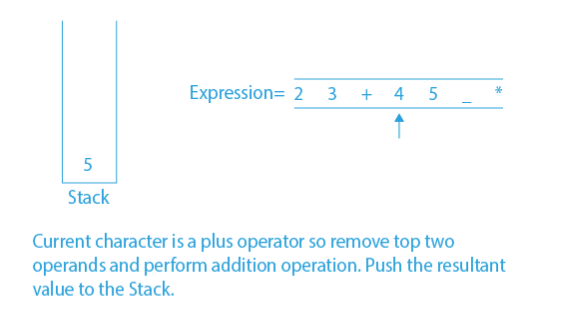 Expression= 2 3 + 4 5 _ *
5
Stack
Current character is a plus operator so remove top two
operands and perform addition operation. Push the resultant
value to the Stack.